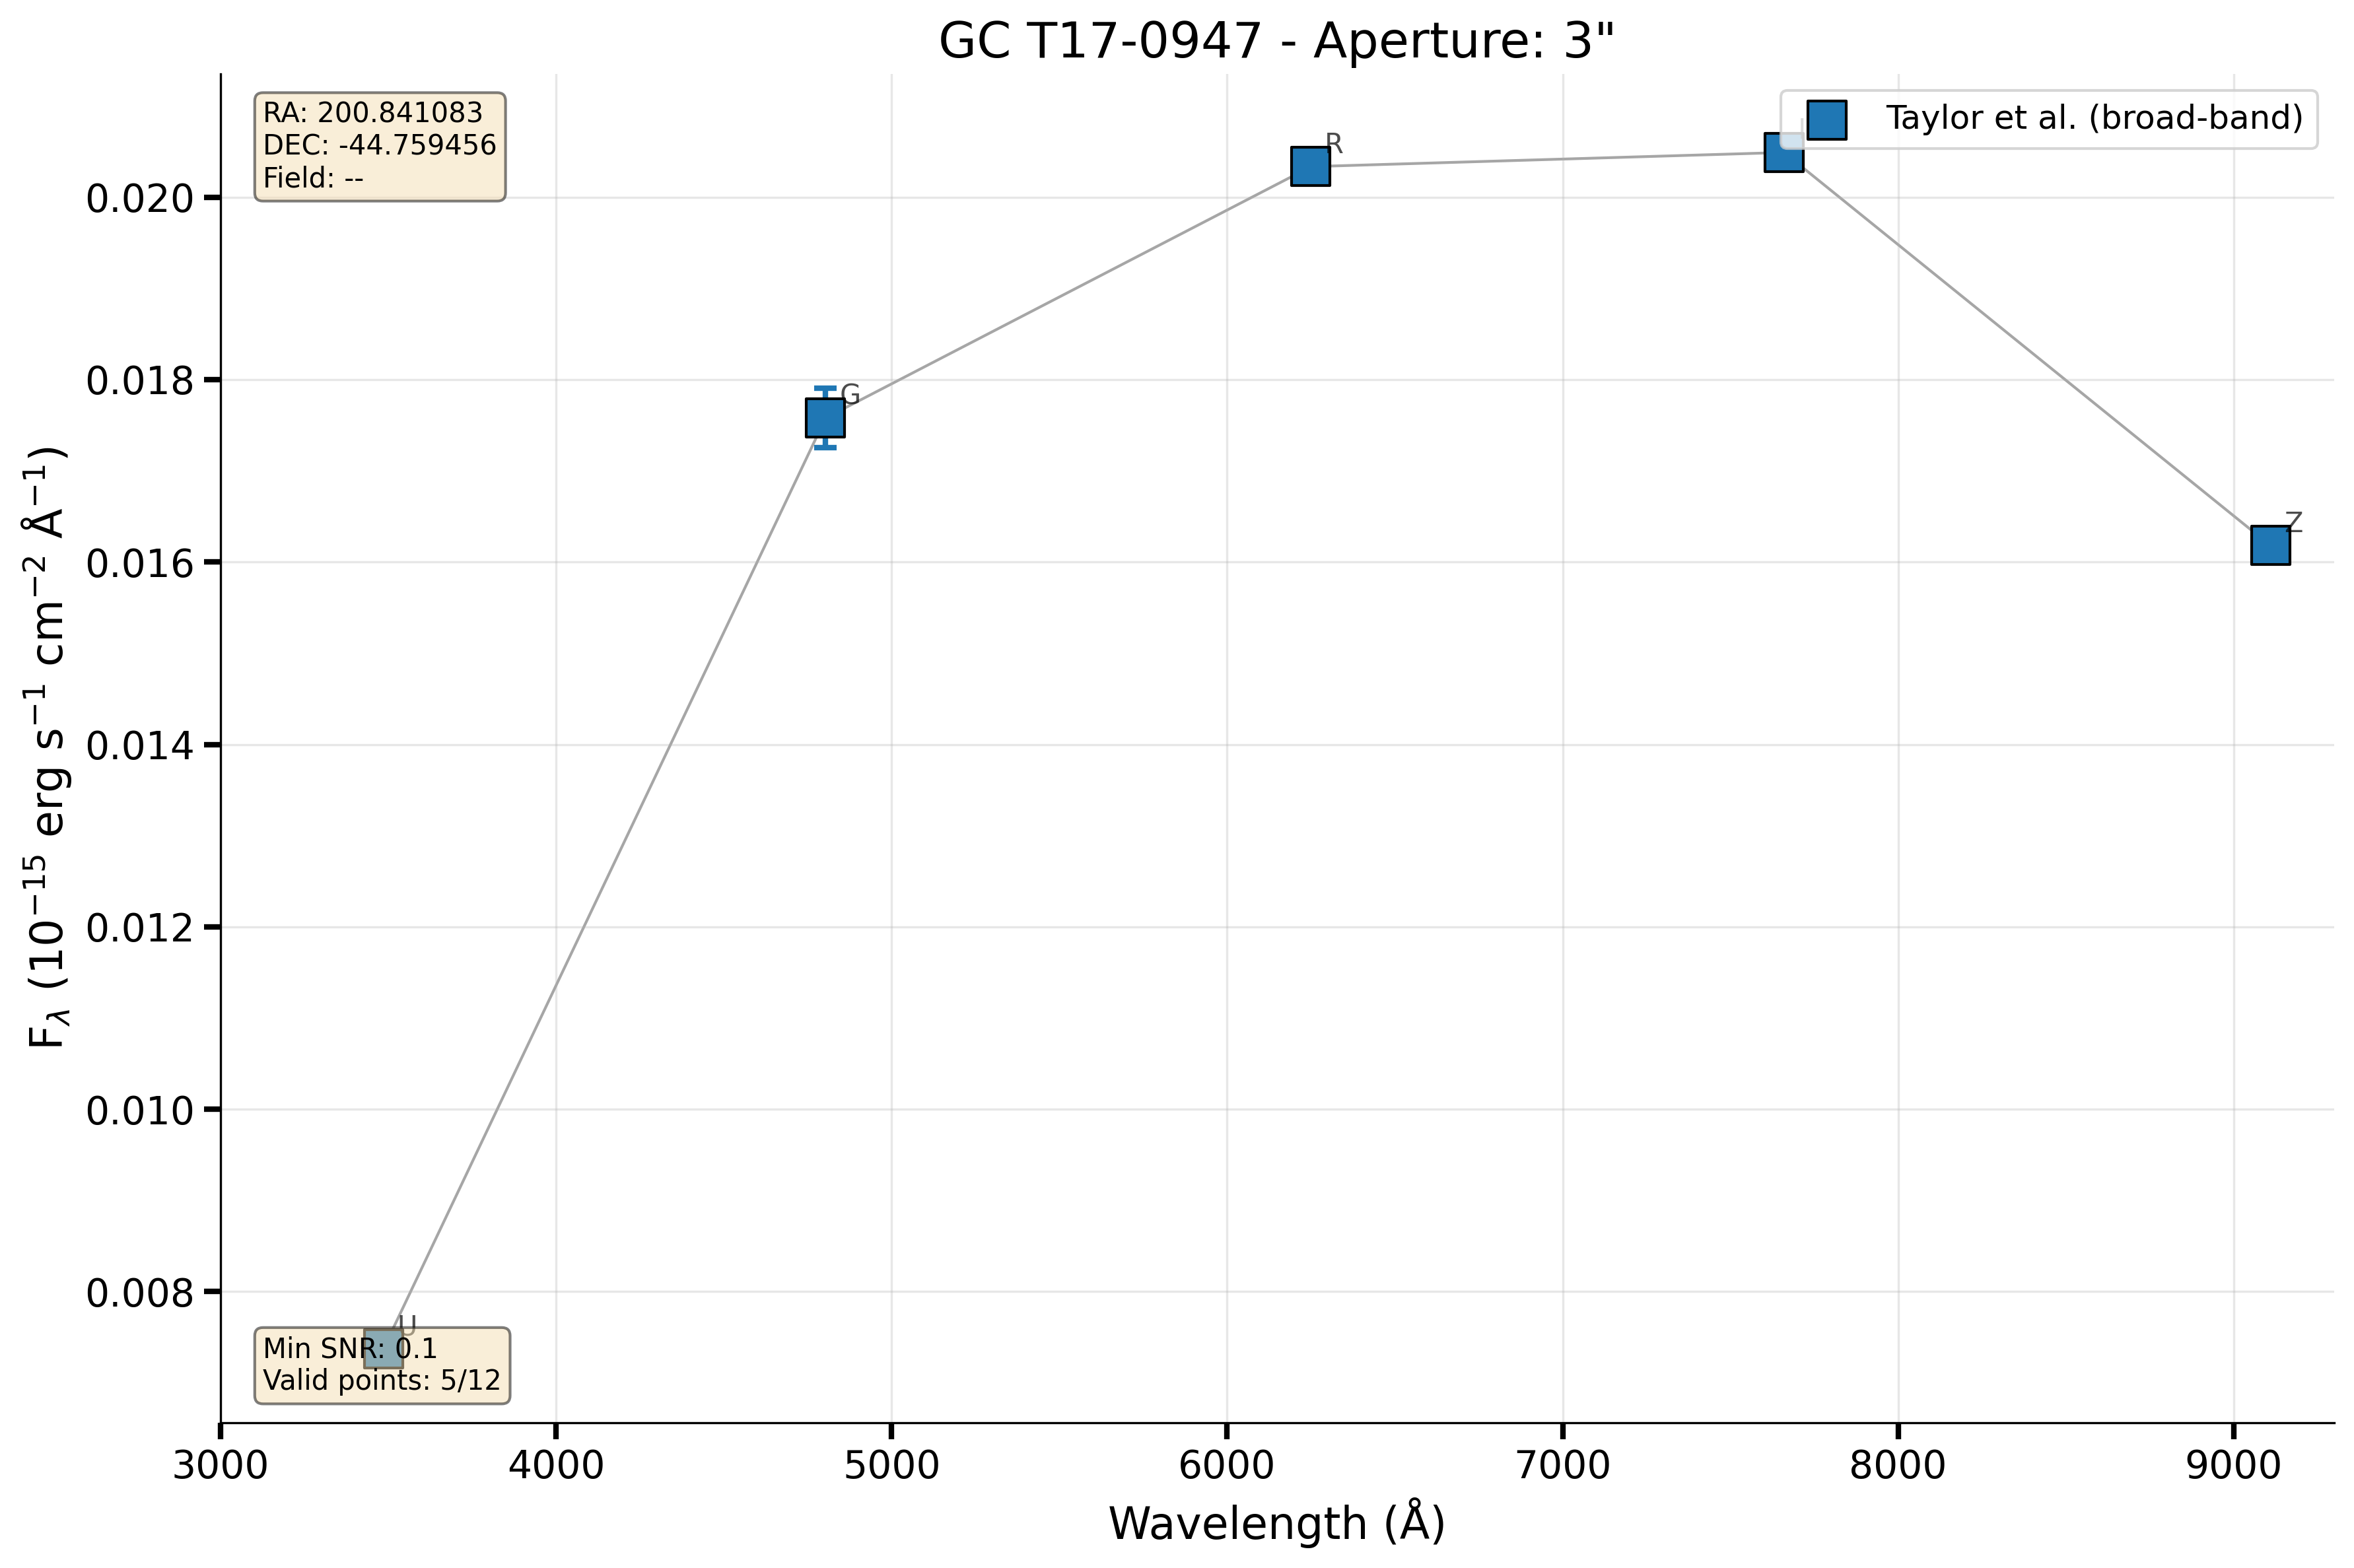 GC T17-0947 - Aperture: 3"
RA: 200.841083
DEC: -44.759456
Field: --
Taylor et al. (broad-band)
R
I
G
Z
U
0.020
0.018
0.016
0.014
0.012
0.010
0.008
F_λ (10⁻¹⁵ erg s⁻¹ cm⁻² Å⁻¹)
Min SNR: 0.1
Valid points: 5/12
3000 4000 5000 6000 7000 8000 9000
Wavelength (Å)